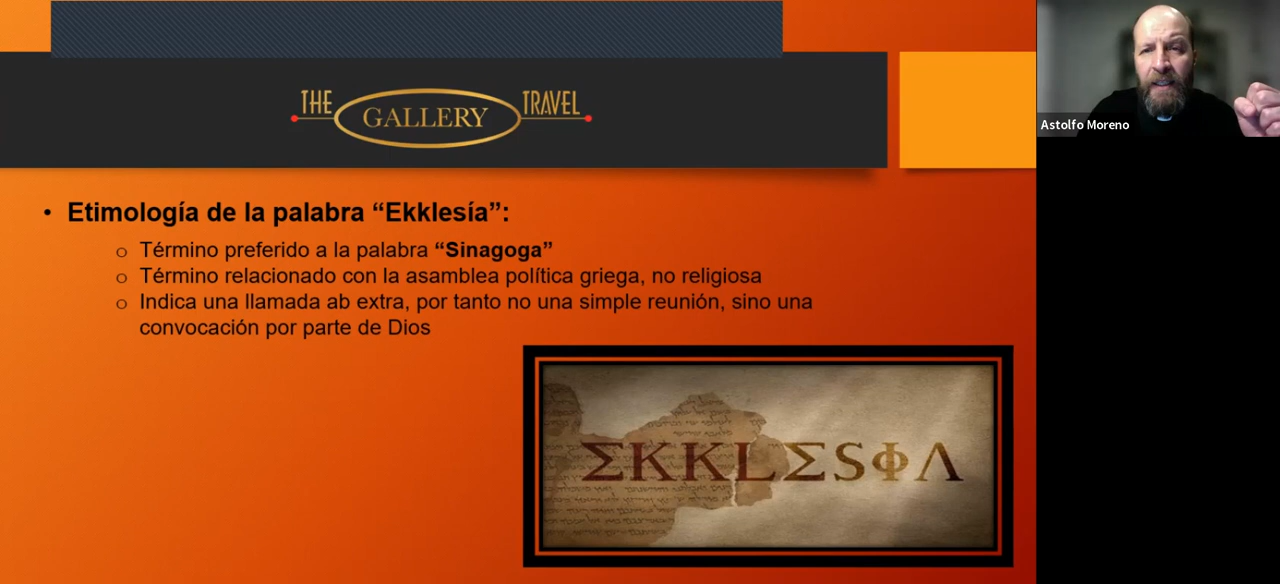 THE GALLERY TRAVEL
Astolfo Moreno
• Etimología de la palabra “Ekklesía”:
o Término preferido a la palabra “Sinagoga”
o Término relacionado con la asamblea política griega, no religiosa
o Indica una llamada ab extra, por tanto no una simple reunión, sino una
convocación por parte de Dios
ΣKKLΣSΦΛ